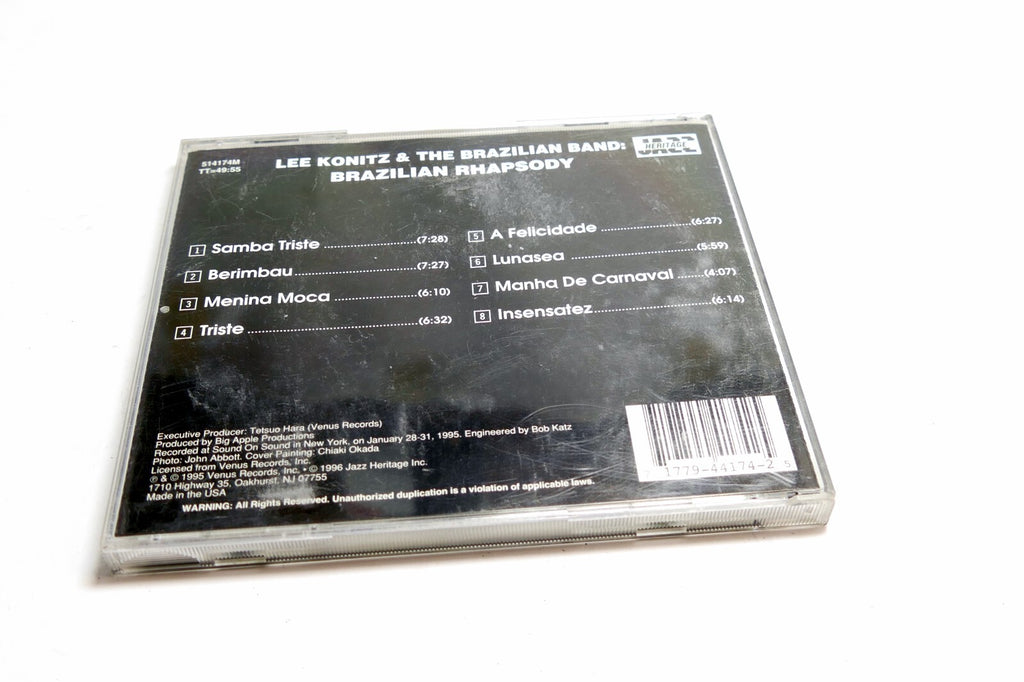 514174M
TT=49:55
LEE KONITZ & THE BRAZILIAN BAND:
BRAZILIAN RHAPSODY
JAZZ
HERITAGE
1 Samba Triste ........................(7:28)
2 Berimbau................................(7:27)
3 Menina Moca ......................(6:10)
4 Triste ............................................(6:32)
5 A Felicidade ........................(6:27)
6 Lunasea ................................(5:59)
7 Manha De Carnaval ......(4:07)
8 Insensatez..............................(6:14)
Executive Producer: Tetsuo Hara (Venus Records)
Produced by Big Apple Productions
Recorded at Sound On Sound in New York, on January 28-31, 1995. Engineered by Bob Katz
Photo: John Abbott. Cover Painting: Chiaki Okada
Licensed from Venus Records, Inc.
℗ & © 1995 Venus Records, Inc. • © 1996 Jazz Heritage Inc.
1710 Highway 35, Oakhurst, NJ 07755
Made in the USA
WARNING: All Rights Reserved. Unauthorized duplication is a violation of applicable laws.
7 1779-44174-2 5